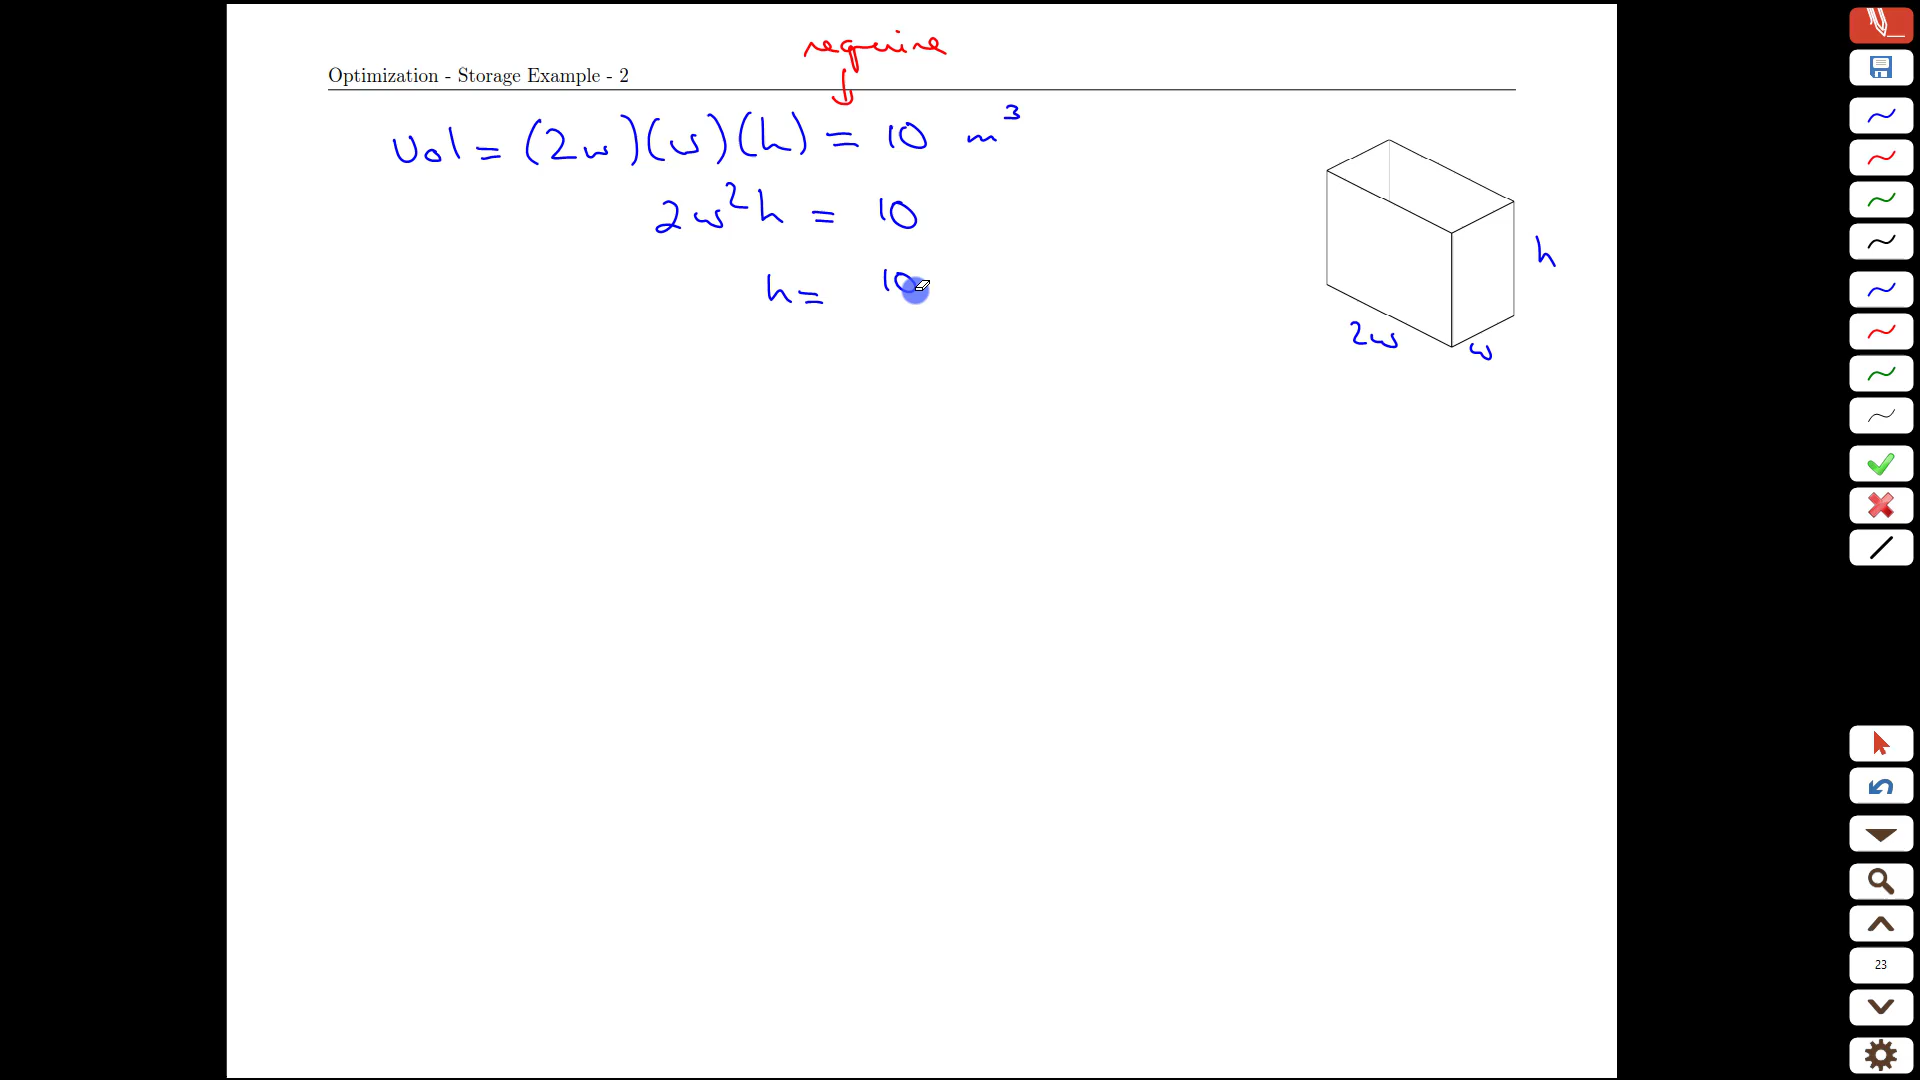 require
Optimization - Storage Example - 2
Vol = (2w)(w)(h) = 10 m³
2w²h = 10
h = 10
h
2w
w
23